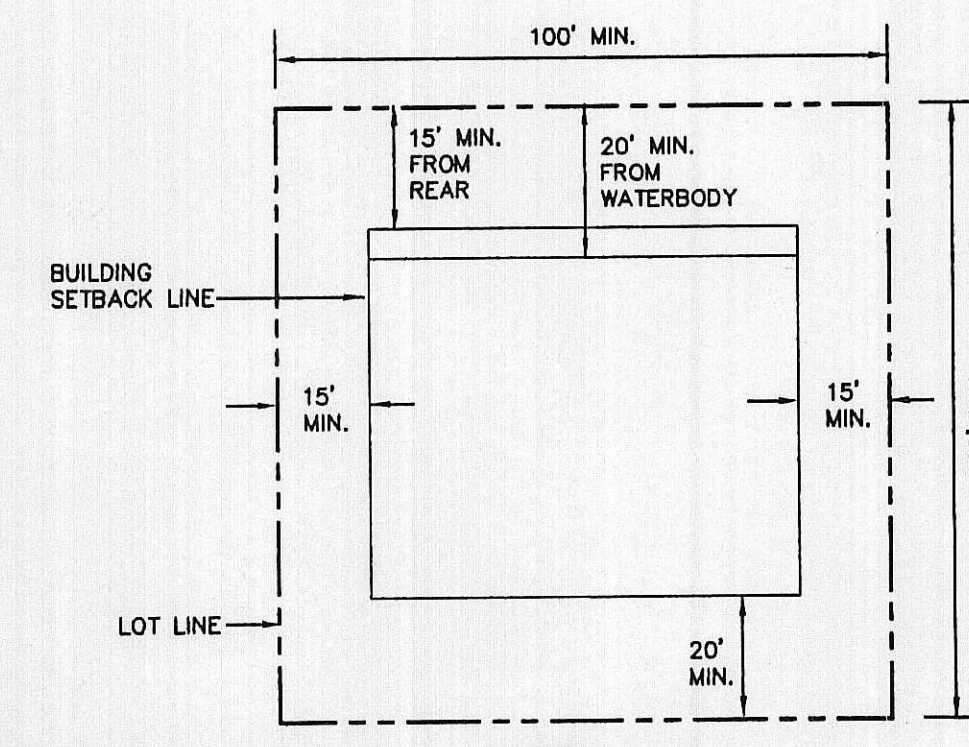 100' MIN.
15' MIN.
FROM
REAR
20' MIN.
FROM
WATERBODY
BUILDING
SETBACK LINE
15'
MIN.
15'
MIN.
LOT LINE
20'
MIN.